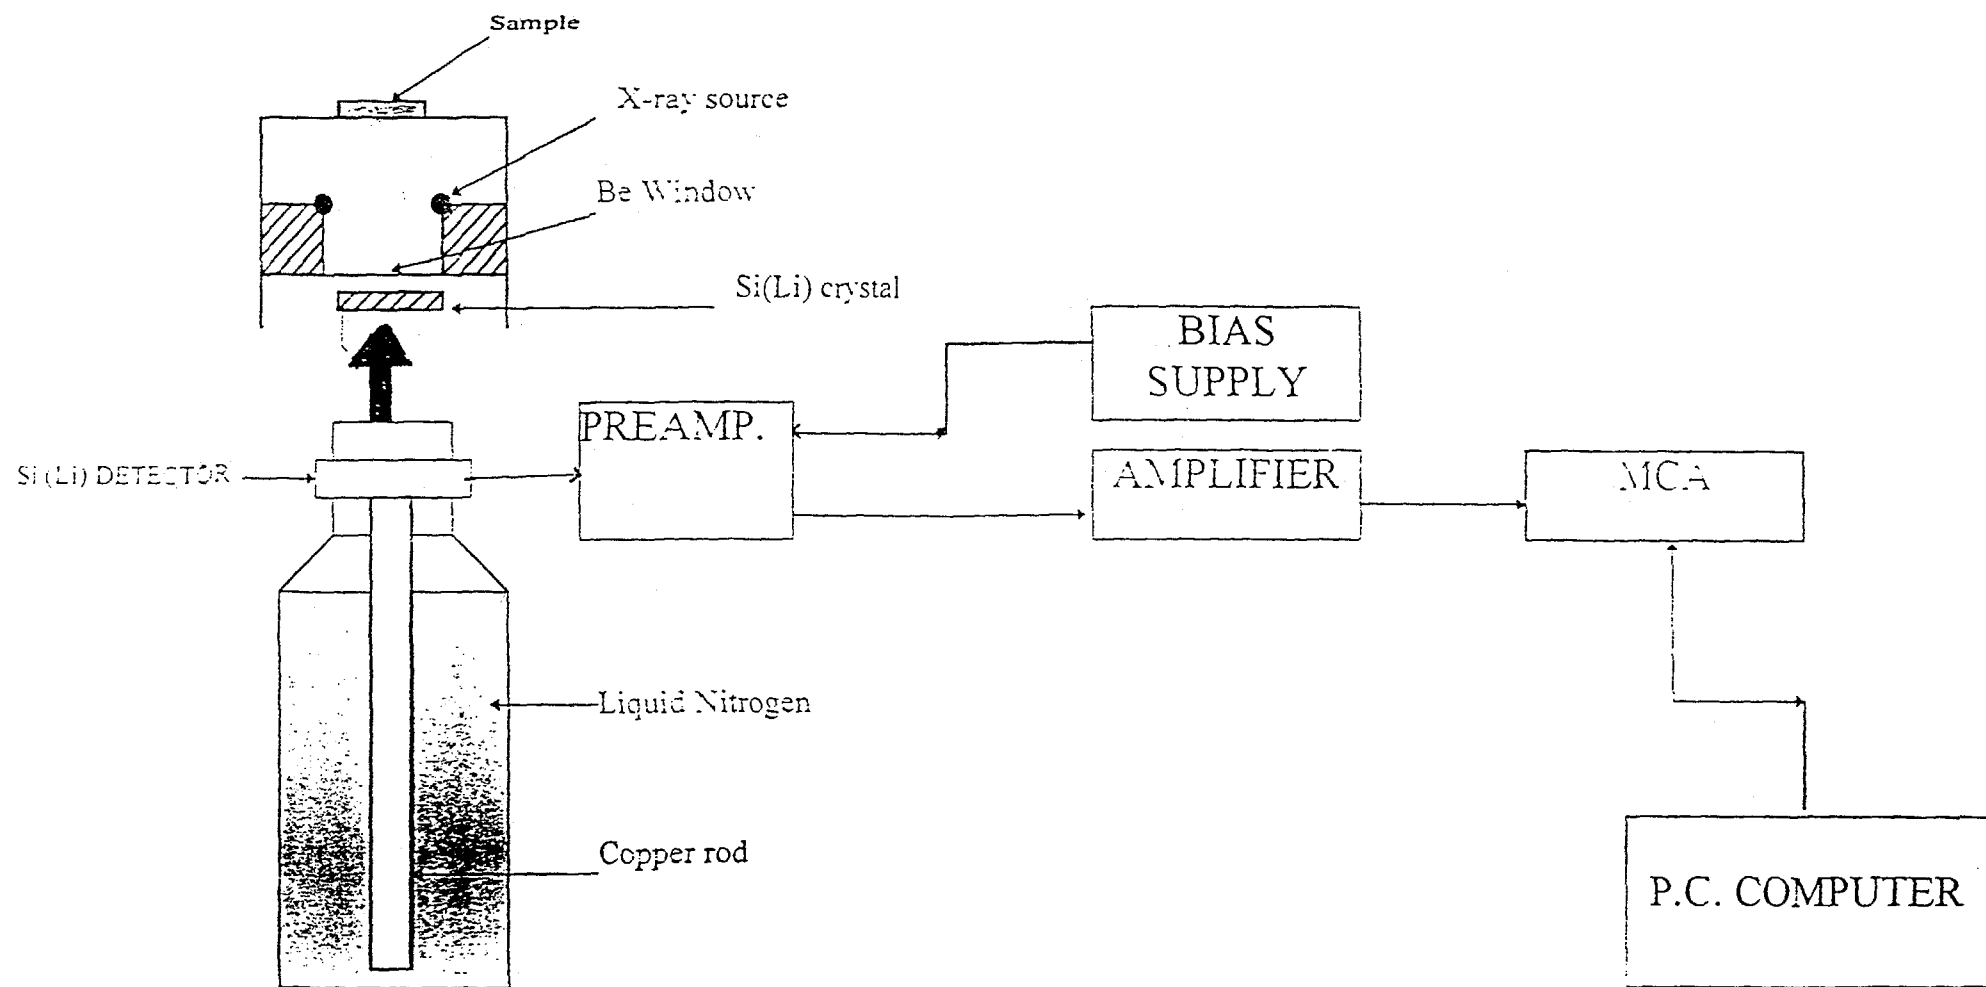 Sample
X-ray source
Be Window
Si(Li) crystal
BIAS
SUPPLY
PREAMP.
Si(Li) DETECTOR
AMPLIFIER
MCA
Liquid Nitrogen
Copper rod
P.C. COMPUTER